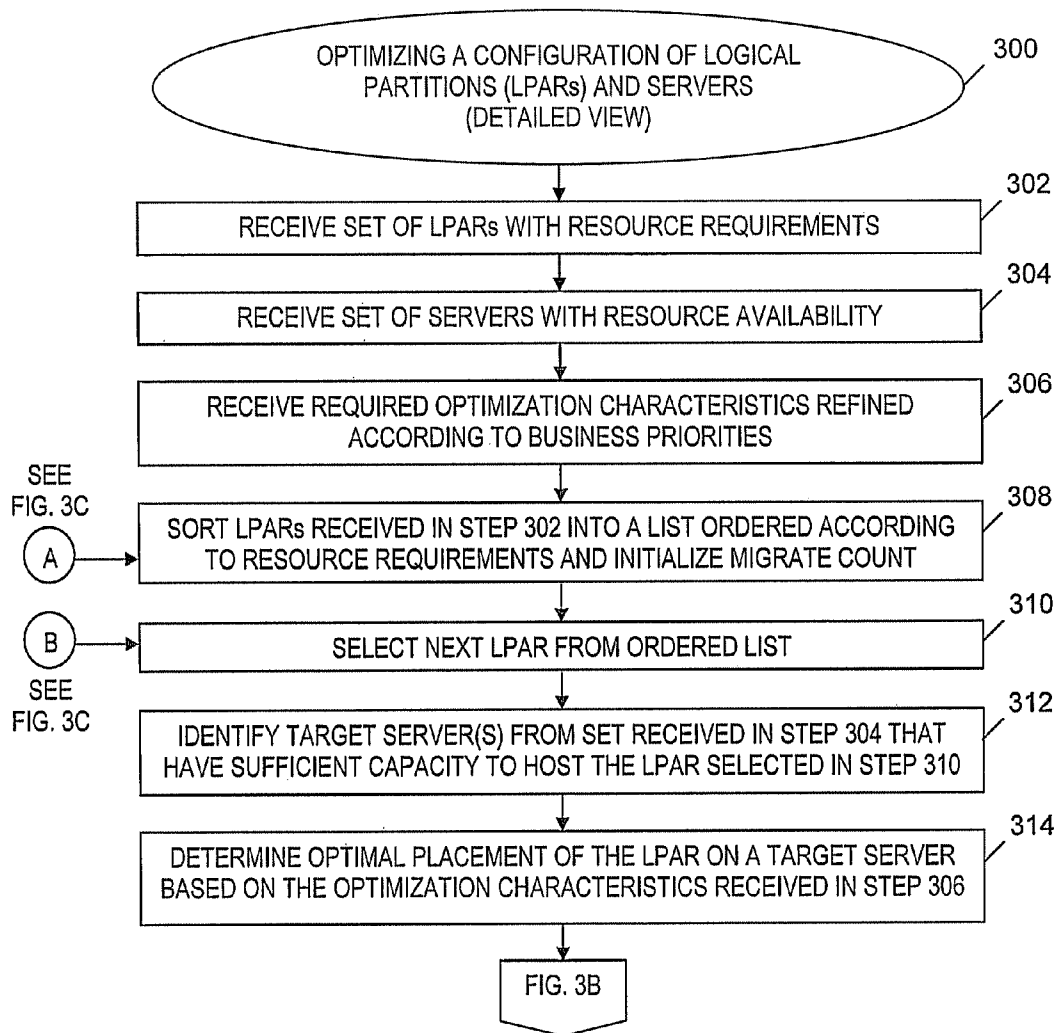 OPTIMIZING A CONFIGURATION OF LOGICAL
PARTITIONS (LPARs) AND SERVERS
(DETAILED VIEW)
300
302
RECEIVE SET OF LPARs WITH RESOURCE REQUIREMENTS
304
RECEIVE SET OF SERVERS WITH RESOURCE AVAILABILITY
306
RECEIVE REQUIRED OPTIMIZATION CHARACTERISTICS REFINED
ACCORDING TO BUSINESS PRIORITIES
SEE
FIG. 3C
A
308
SORT LPARs RECEIVED IN STEP 302 INTO A LIST ORDERED ACCORDING
TO RESOURCE REQUIREMENTS AND INITIALIZE MIGRATE COUNT
310
B
SELECT NEXT LPAR FROM ORDERED LIST
SEE
FIG. 3C
312
IDENTIFY TARGET SERVER(S) FROM SET RECEIVED IN STEP 304 THAT
HAVE SUFFICIENT CAPACITY TO HOST THE LPAR SELECTED IN STEP 310
314
DETERMINE OPTIMAL PLACEMENT OF THE LPAR ON A TARGET SERVER
BASED ON THE OPTIMIZATION CHARACTERISTICS RECEIVED IN STEP 306
FIG. 3B